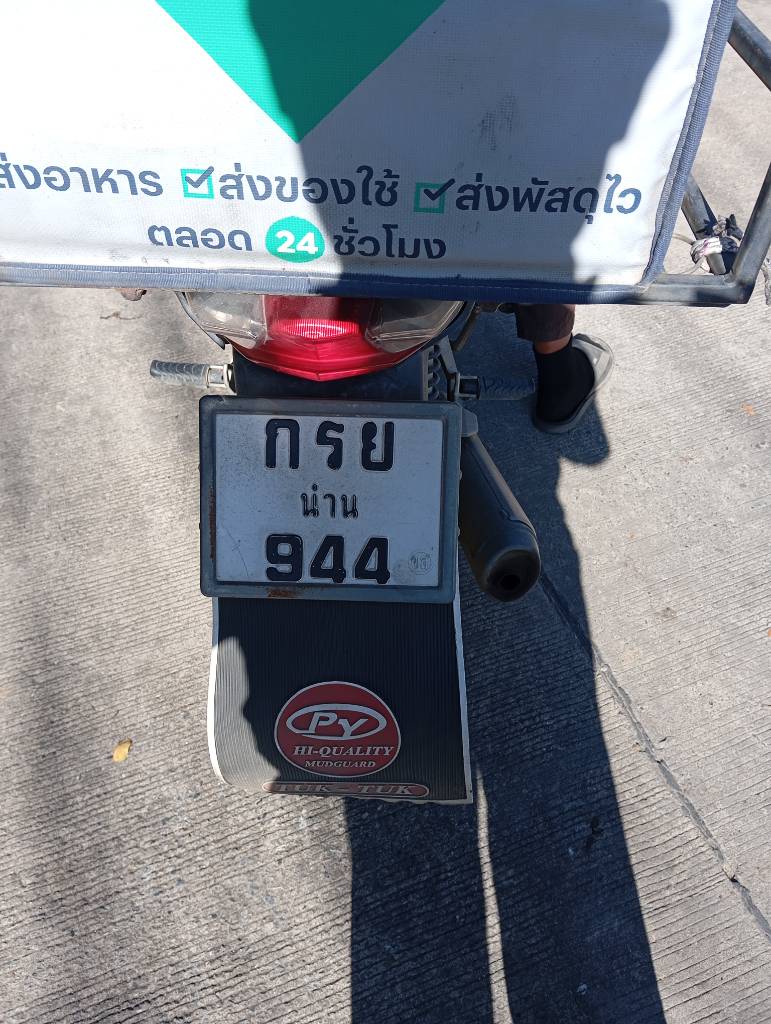 ส่งอาหาร ส่งของใช้ ส่งพัสดุไว
ตลอด 24 ชั่วโมง
กรย
น่าน
944
ขส
PY
HI-QUALITY
MUDGUARD
TUK-TUK